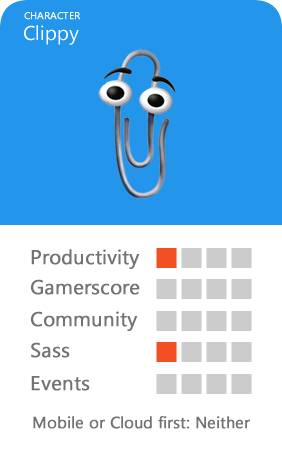 CHARACTER
Clippy
Productivity
Gamerscore
Community
Sass
Events
Mobile or Cloud first: Neither